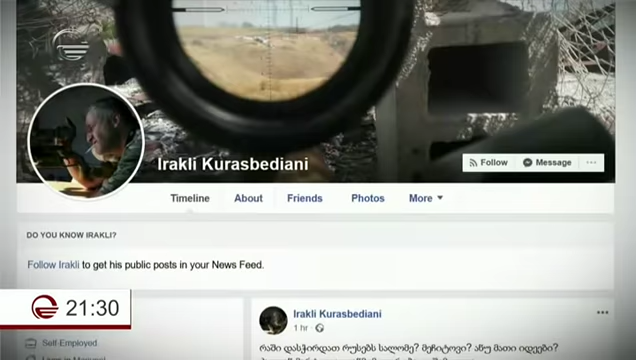 Irakli Kurasbediani
Follow
Message
Timeline
About
Friends
Photos
More
DO YOU KNOW IRAKLI?
Follow Irakli to get his public posts in your News Feed.
21:30
Irakli Kurasbediani
1 hr
Self-Employed
რაში დასჭირდათ რუსებს სალომე? მეჩიტოვი? ანუ მათი იდეები?